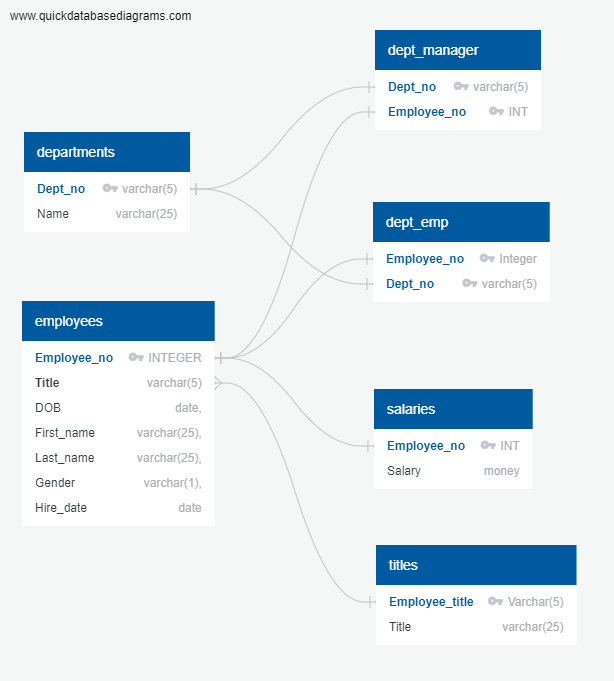 www.quickdatabasediagrams.com
dept_manager
Dept_no varchar(5)
Employee_no INT
departments
Dept_no varchar(5)
Name varchar(25)
dept_emp
Employee_no Integer
Dept_no varchar(5)
employees
Employee_no INTEGER
Title varchar(5)
DOB date,
First_name varchar(25),
Last_name varchar(25),
Gender varchar(1),
Hire_date date
salaries
Employee_no INT
Salary money
titles
Employee_title Varchar(5)
Title varchar(25)